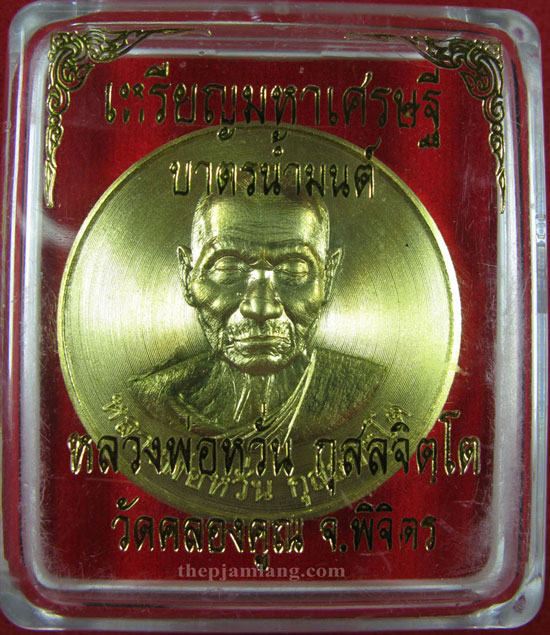 เหรียญมหาเศรษฐี
บาตรน้ำมนต์
หลวงพ่อหวั่น กุสลจิตฺโต
วัดคลองคูณ จ.พิจิตร
thepjamlang.com